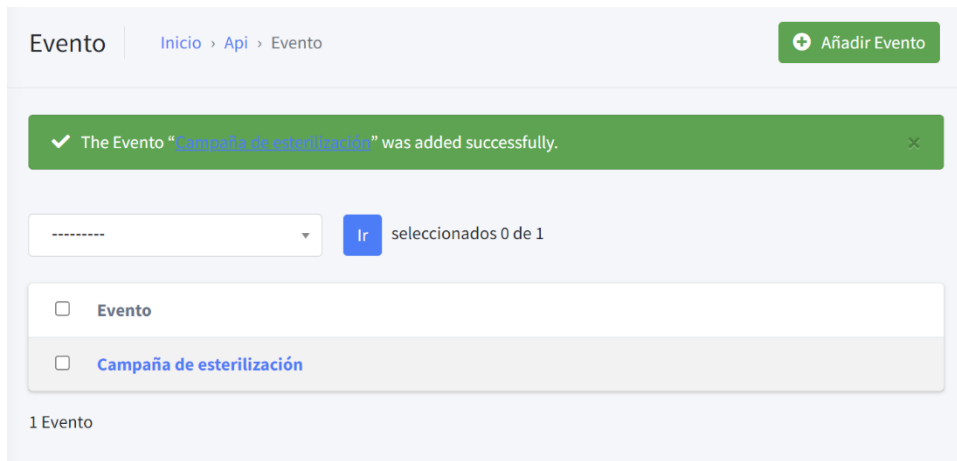 Evento Inicio › Api › Evento Añadir Evento
The Evento “Campaña de esterilización” was added successfully. ×
--------- Ir seleccionados 0 de 1
Evento
Campaña de esterilización
1 Evento